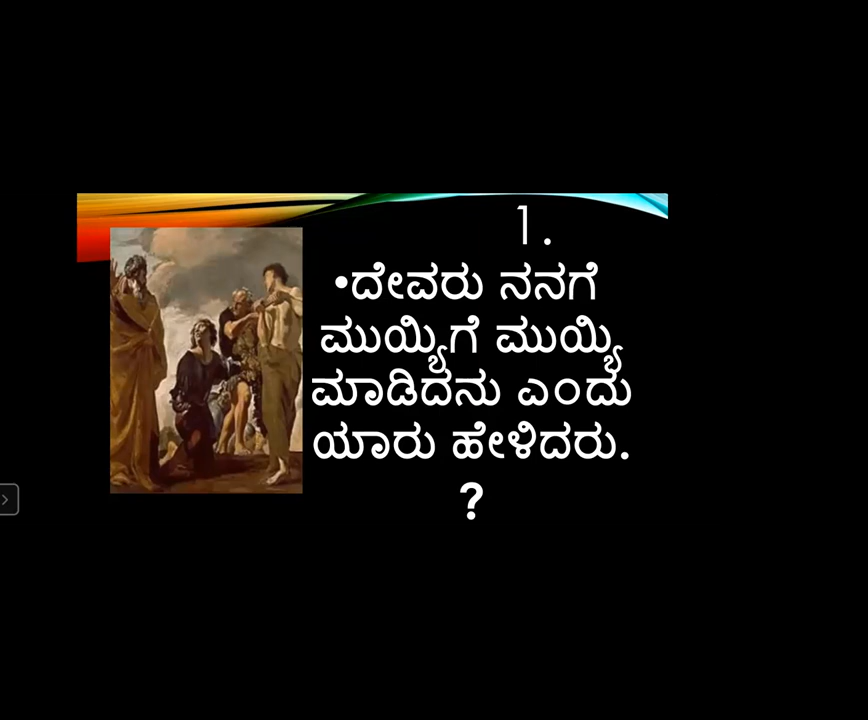 1.
•ದೇವರು ನನಗೆ
ಮುಯ್ಯಿಗೆ ಮುಯ್ಯಿ
ಮಾಡಿದನು ಎಂದು
ಯಾರು ಹೇಳಿದರು.
?